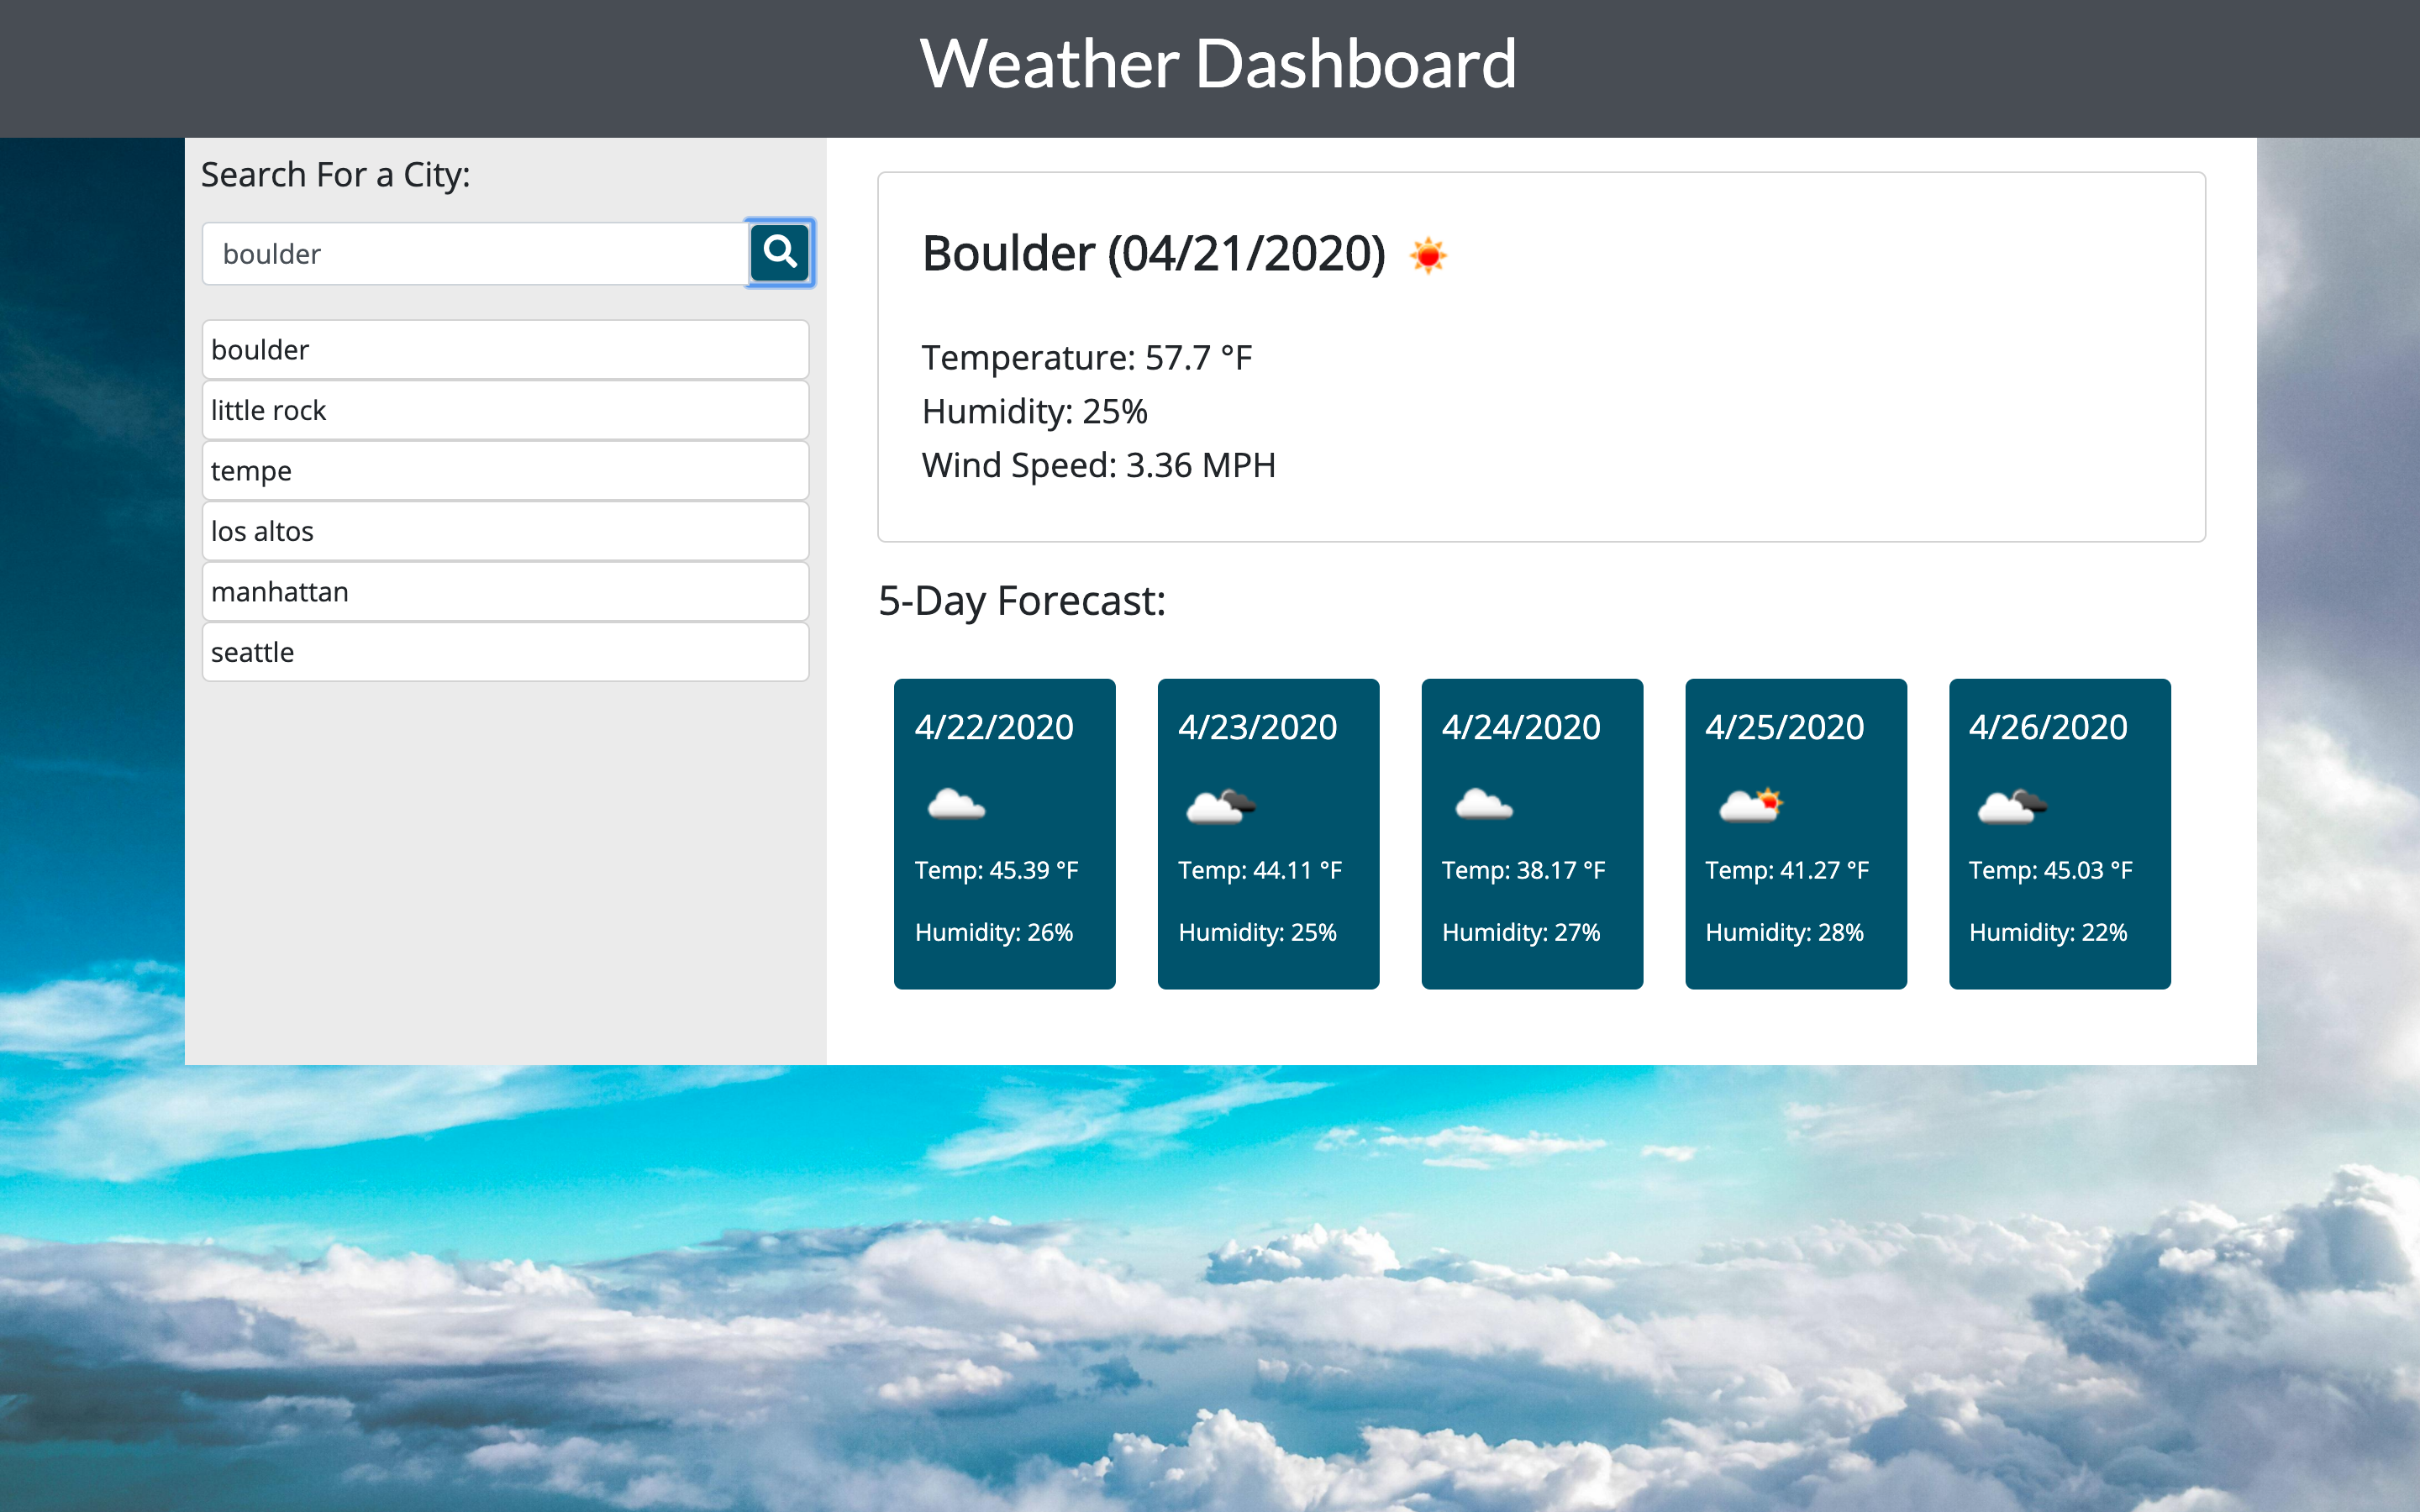 Weather Dashboard
Search For a City:
boulder
boulder
little rock
tempe
los altos
manhattan
seattle
Boulder (04/21/2020)
Temperature: 57.7 °F
Humidity: 25%
Wind Speed: 3.36 MPH
5-Day Forecast:
4/22/2020
Temp: 45.39 °F
Humidity: 26%
4/23/2020
Temp: 44.11 °F
Humidity: 25%
4/24/2020
Temp: 38.17 °F
Humidity: 27%
4/25/2020
Temp: 41.27 °F
Humidity: 28%
4/26/2020
Temp: 45.03 °F
Humidity: 22%